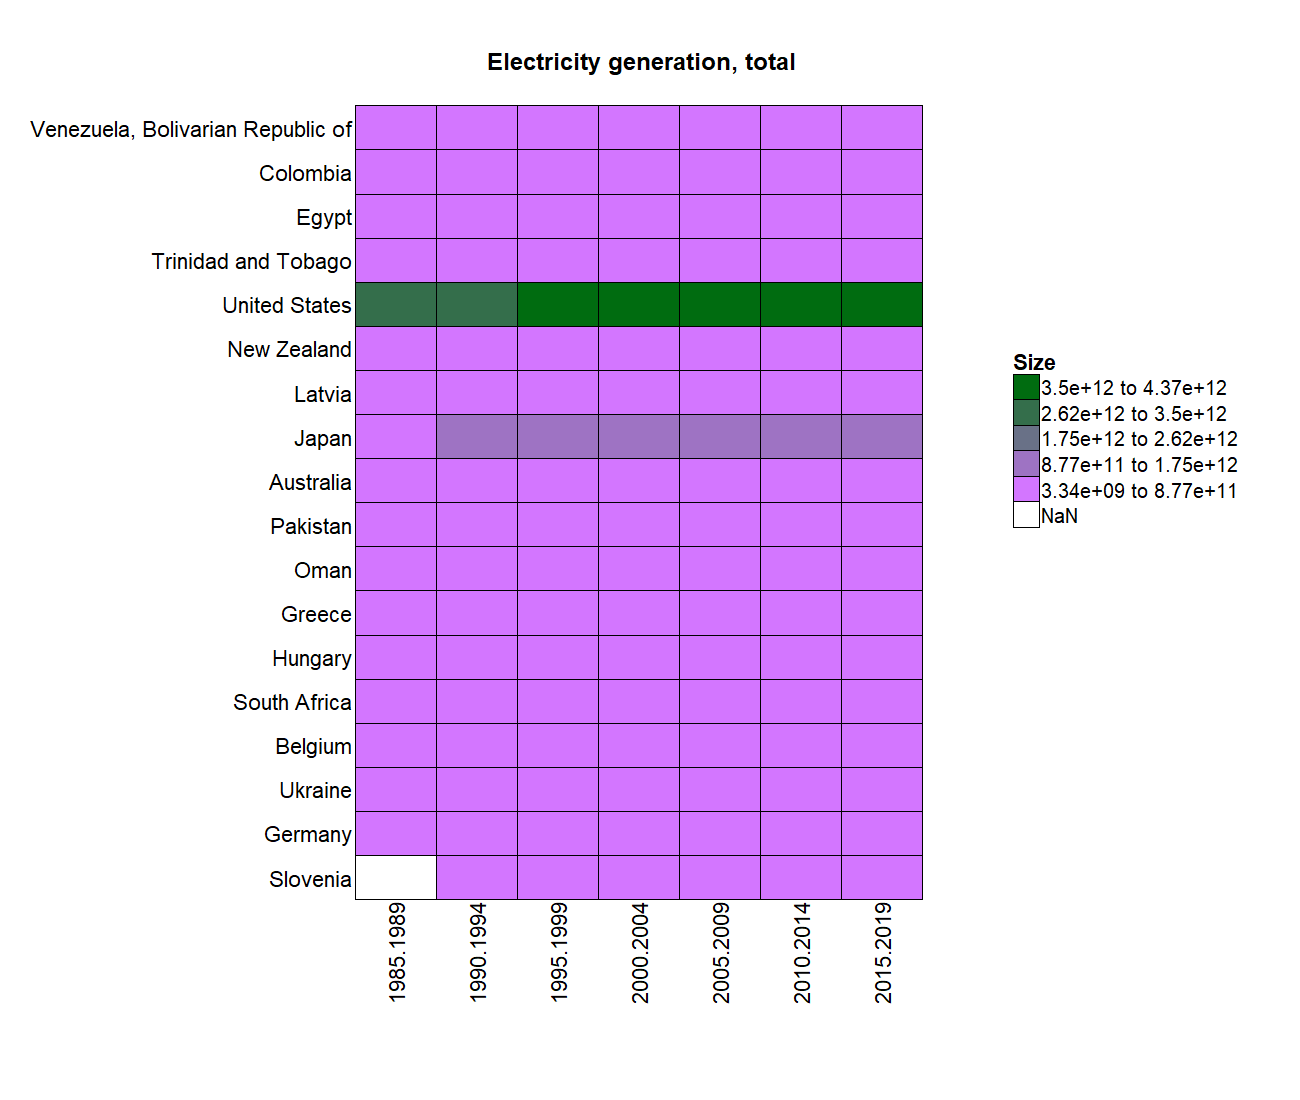 Electricity generation, total
Venezuela, Bolivarian Republic of
Colombia
Egypt
Trinidad and Tobago
United States
New Zealand
Latvia
Japan
Australia
Pakistan
Oman
Greece
Hungary
South Africa
Belgium
Ukraine
Germany
Slovenia
1985.1989
1990.1994
1995.1999
2000.2004
2005.2009
2010.2014
2015.2019
Size
3.5e+12 to 4.37e+12
2.62e+12 to 3.5e+12
1.75e+12 to 2.62e+12
8.77e+11 to 1.75e+12
3.34e+09 to 8.77e+11
NaN